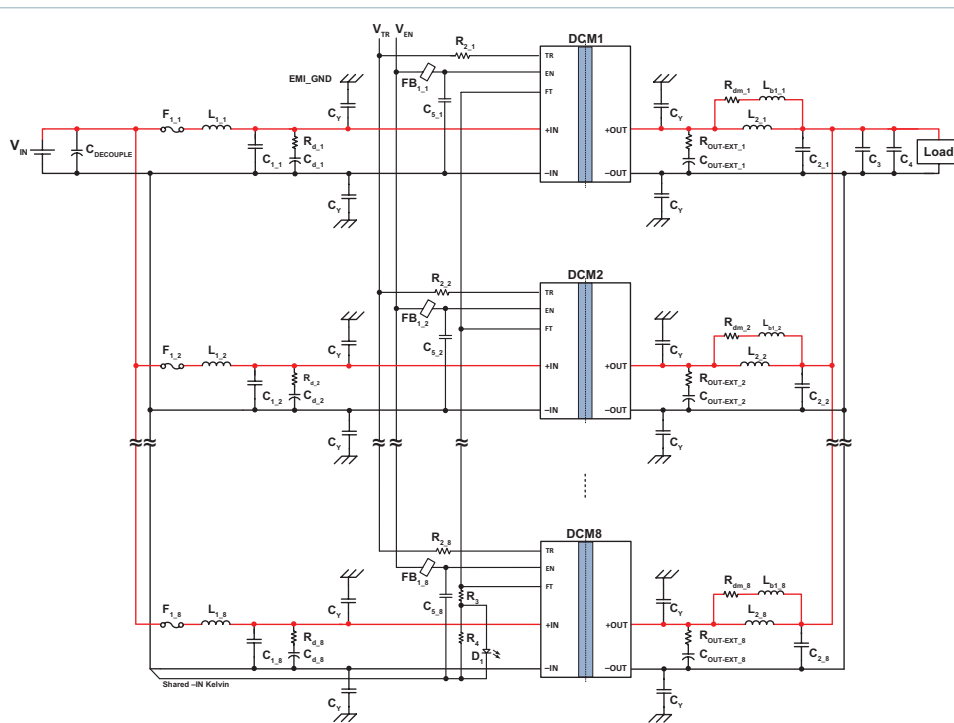 V_TR V_EN
R_2_1
DCM1
TR
EN
FT
+IN
–IN
+OUT
–OUT
EMI_GND
FB_1_1
C_Y
C_5_1
C_Y
R_dm_1
L_b1_1
L_2_1
V_IN
C_DECOUPLE
F_1_1
L_1_1
C_1_1
R_d_1
C_d_1
R_OUT-EXT_1
C_OUT-EXT_1
C_2_1
C_3
C_4
Load
C_Y
C_Y
R_2_2
DCM2
TR
EN
FT
+IN
–IN
+OUT
–OUT
FB_1_2
C_Y
C_5_2
C_Y
R_dm_2
L_b1_2
L_2_2
F_1_2
L_1_2
C_1_2
R_d_2
C_d_2
R_OUT-EXT_2
C_OUT-EXT_2
C_2_2
C_Y
C_Y
R_2_8
DCM8
TR
EN
FT
+IN
–IN
+OUT
–OUT
FB_1_8
C_Y
C_5_8
R_3
R_4
D_1
C_Y
R_dm_8
L_b1_8
L_2_8
F_1_8
L_1_8
C_1_8
R_d_8
C_d_8
R_OUT-EXT_8
C_OUT-EXT_8
C_2_8
Shared –IN Kelvin
C_Y
C_Y